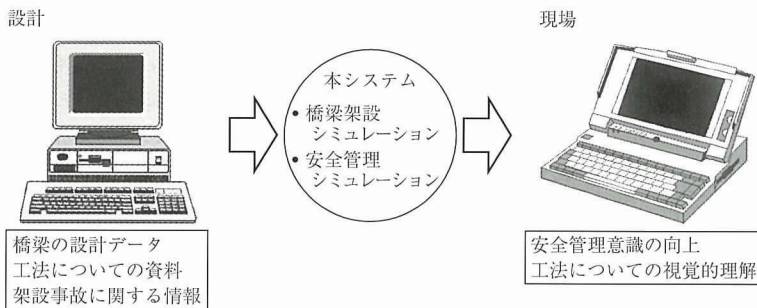 設計
橋梁の設計データ
工法についての資料
架設事故に関する情報
本システム
• 橋梁架設
シミュレーション
• 安全管理
シミュレーション
現場
安全管理意識の向上
工法についての視覚的理解